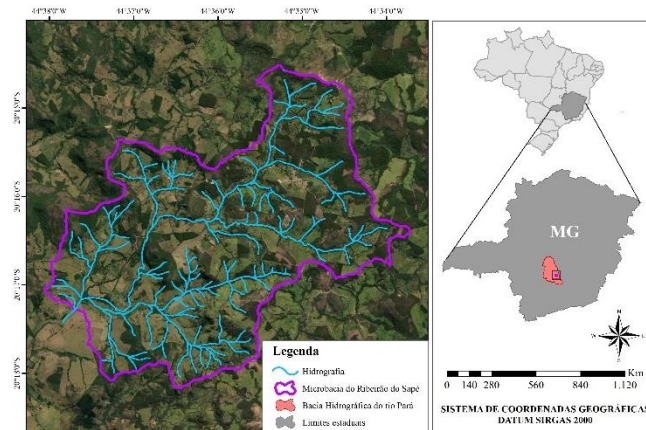 44°38'0"W 44°37'0"W 44°36'0"W 44°35'0"W 44°34'0"W
20°15'0"S
20°16'0"S
20°17'0"S
20°18'0"S
MG
Legenda
Hidrografia
Microbacia do Ribeirão do Sapé
Bacia Hidrográfica do rio Pará
Limites estaduais
N
W E
S
Km
0 140 280 560 840 1.120
SISTEMA DE COORDENADAS GEOGRÁFICAS
DATUM SIRGAS 2000